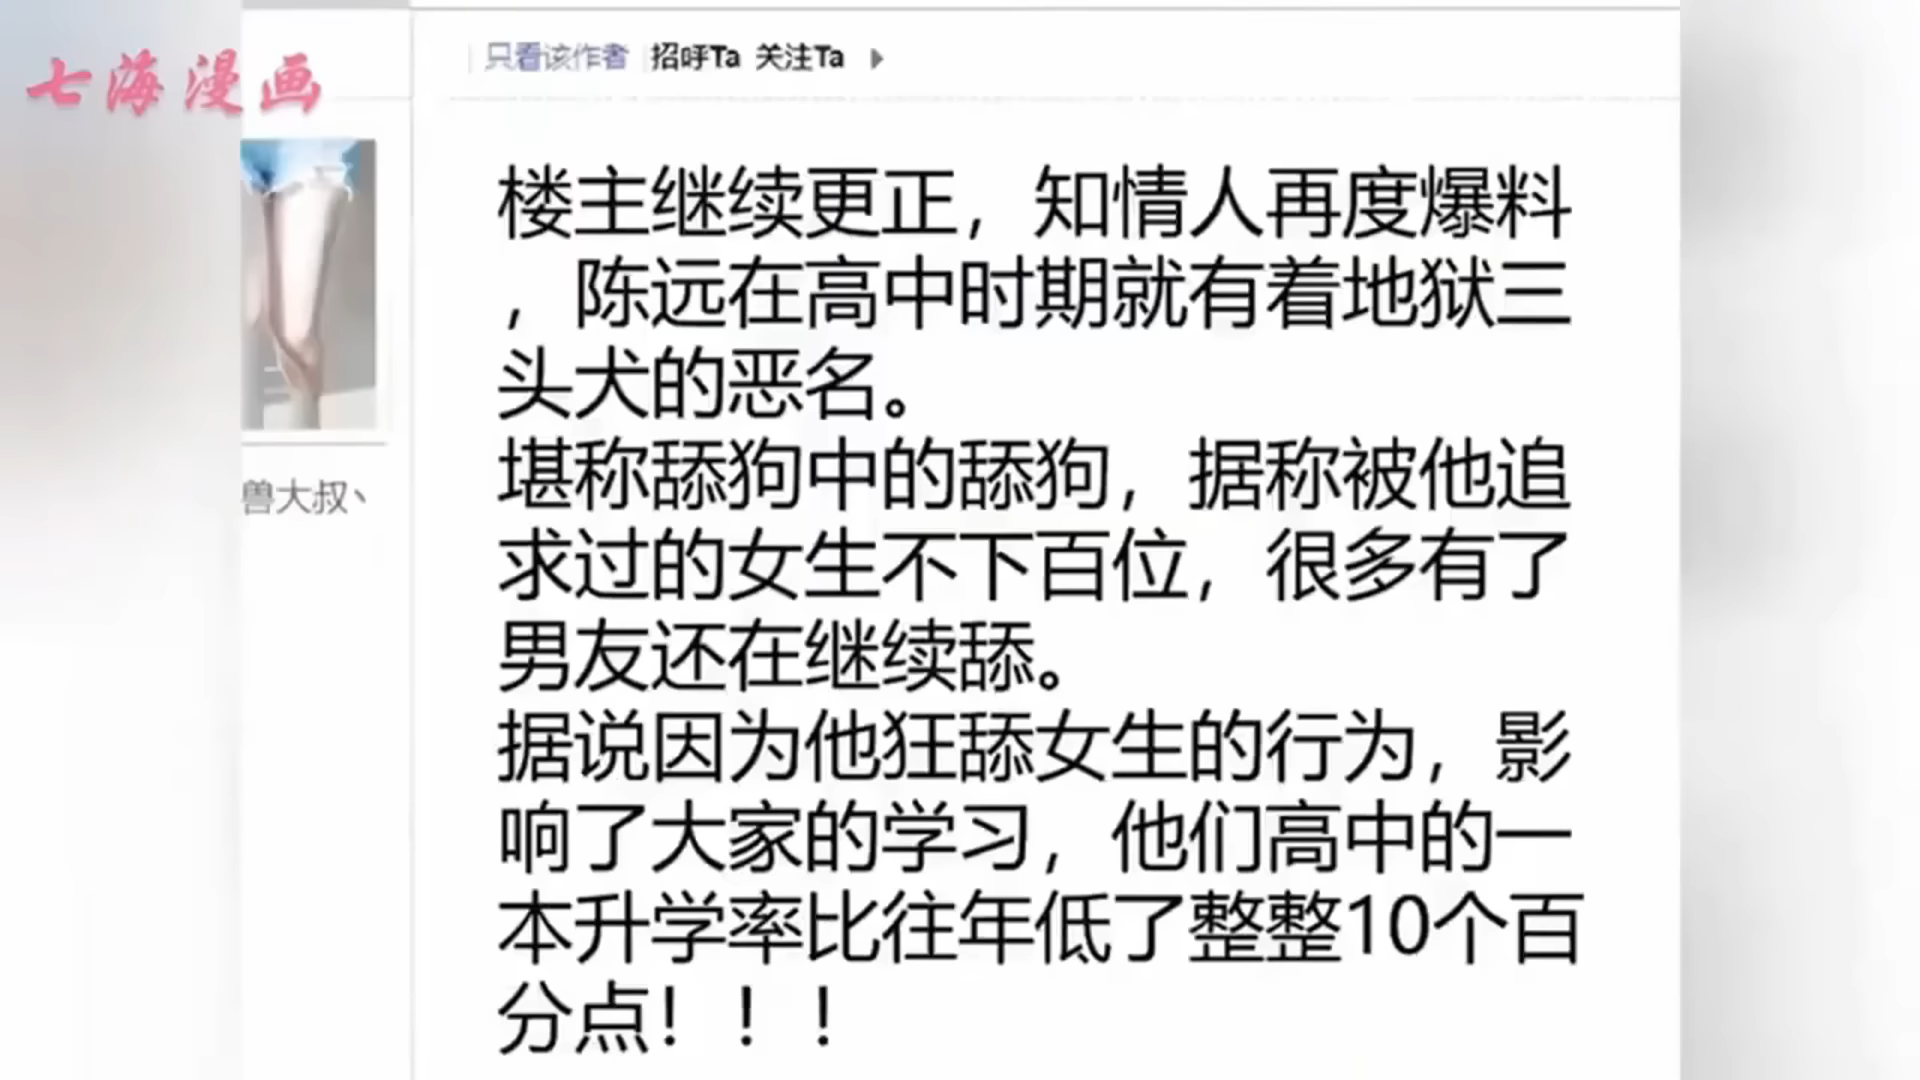 七海漫画
只看该作者 招呼Ta 关注Ta
兽大叔丶
楼主继续更正，知情人再度爆料
，陈远在高中时期就有着地狱三
头犬的恶名。
堪称舔狗中的舔狗，据称被他追
求过的女生不下百位，很多有了
男友还在继续舔。
据说因为他狂舔女生的行为，影
响了大家的学习，他们高中的一
本升学率比往年低了整整10个百
分点！！！